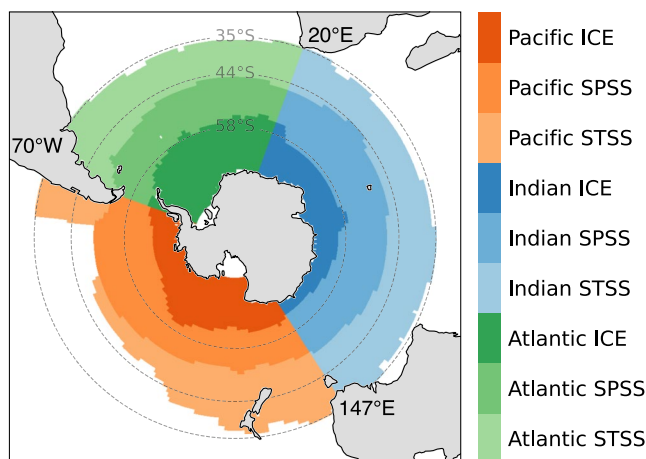 35°S
20°E
44°S
58°S
70°W
147°E
Pacific ICE
Pacific SPSS
Pacific STSS
Indian ICE
Indian SPSS
Indian STSS
Atlantic ICE
Atlantic SPSS
Atlantic STSS